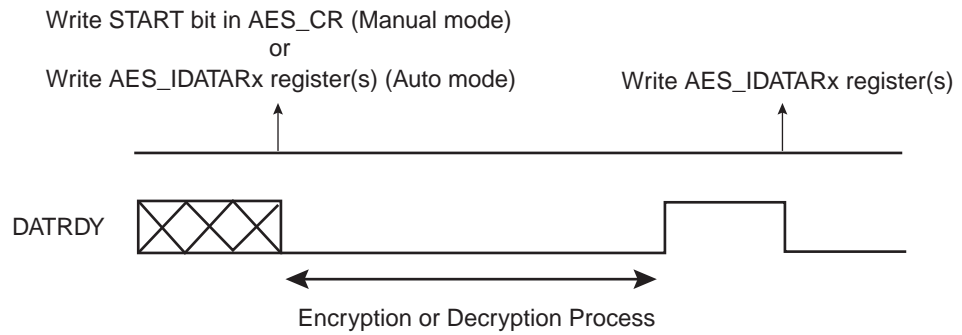 Write START bit in AES_CR (Manual mode)
or
Write AES_IDATARx register(s) (Auto mode)
Write AES_IDATARx register(s)
DATRDY
Encryption or Decryption Process